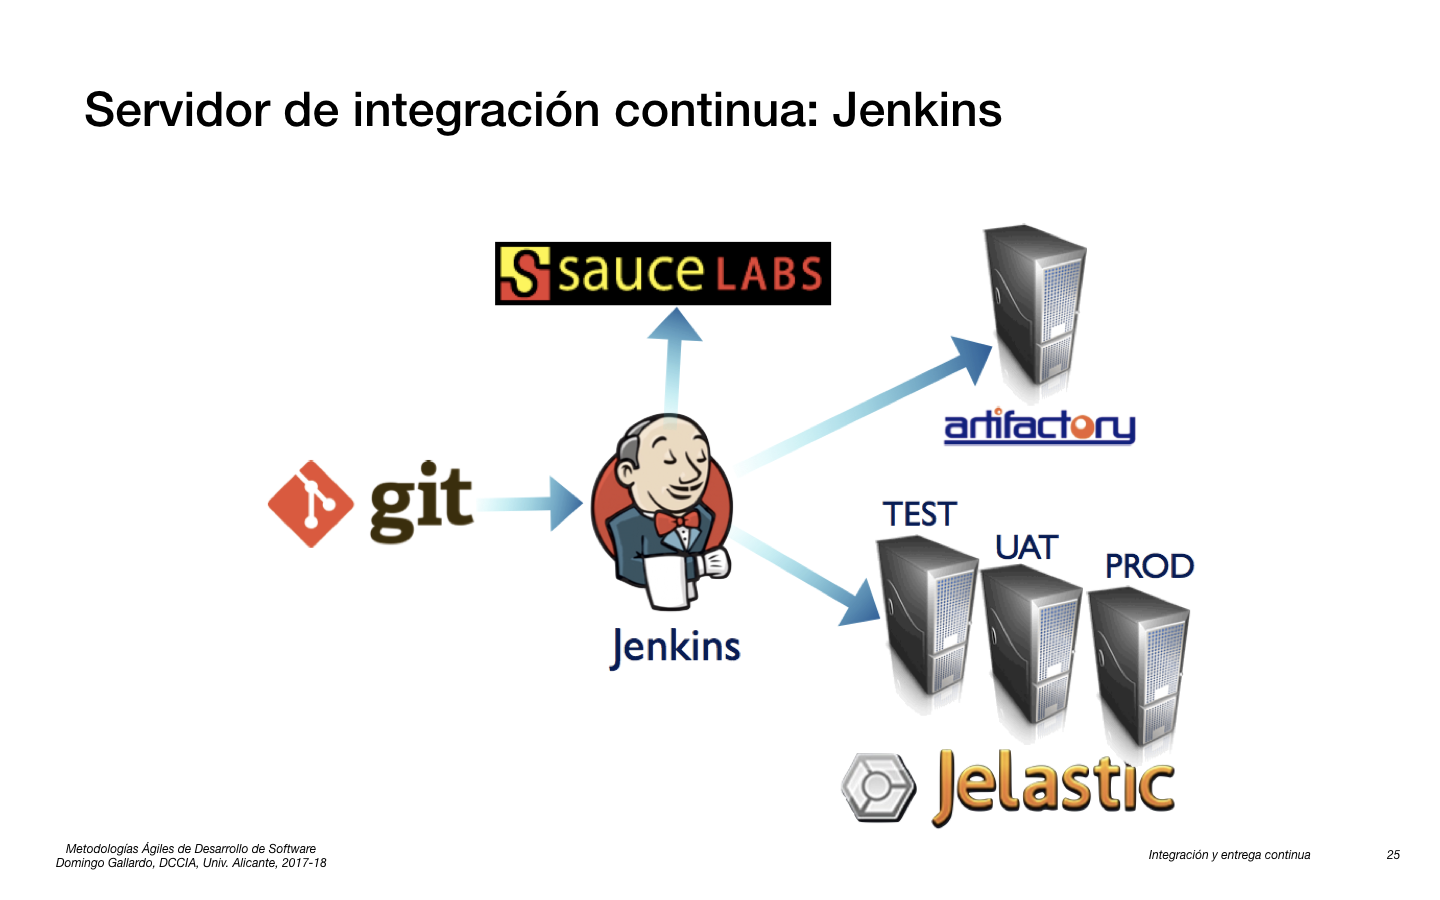 Servidor de integración continua: Jenkins
sauce LABS
artifactory
git
TEST
UAT
PROD
Jenkins
Jelastic
Metodologías Ágiles de Desarrollo de Software
Domingo Gallardo, DCCIA, Univ. Alicante, 2017-18
Integración y entrega continua
25